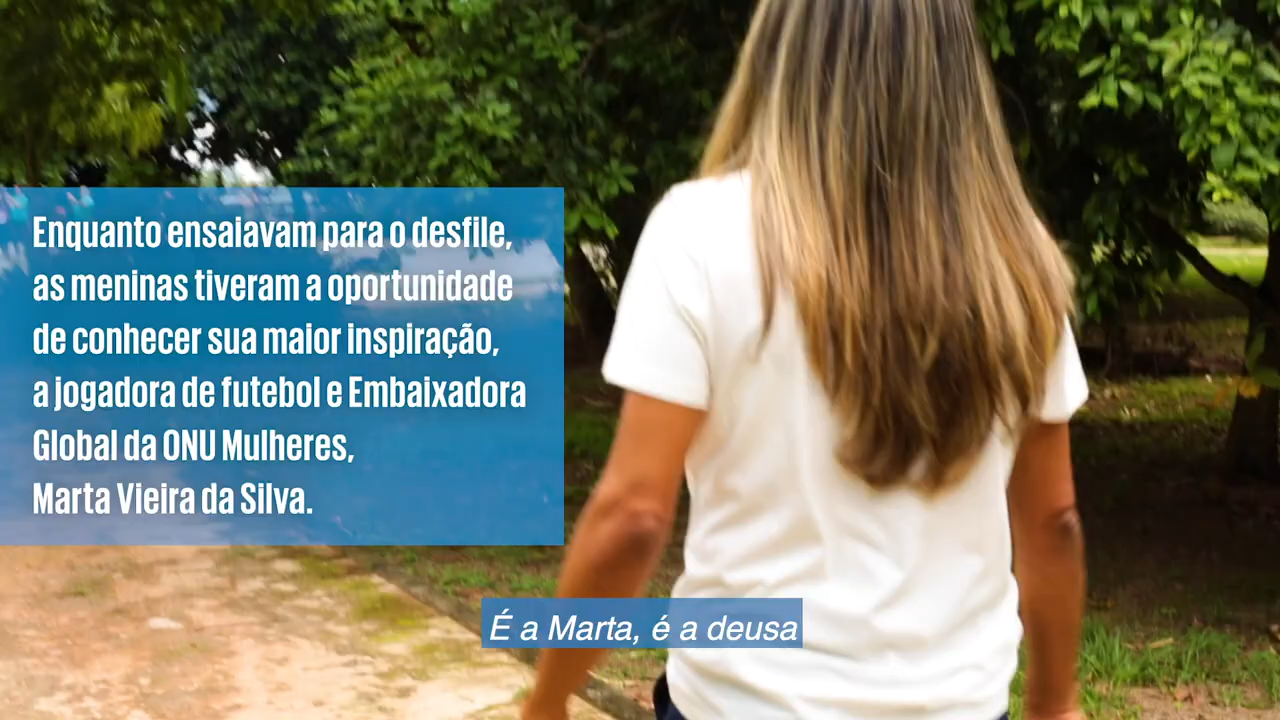 Enquanto ensaiavam para o desfile,
as meninas tiveram a oportunidade
de conhecer sua maior inspiração,
a jogadora de futebol e Embaixadora
Global da ONU Mulheres,
Marta Vieira da Silva.
É a Marta, é a deusa